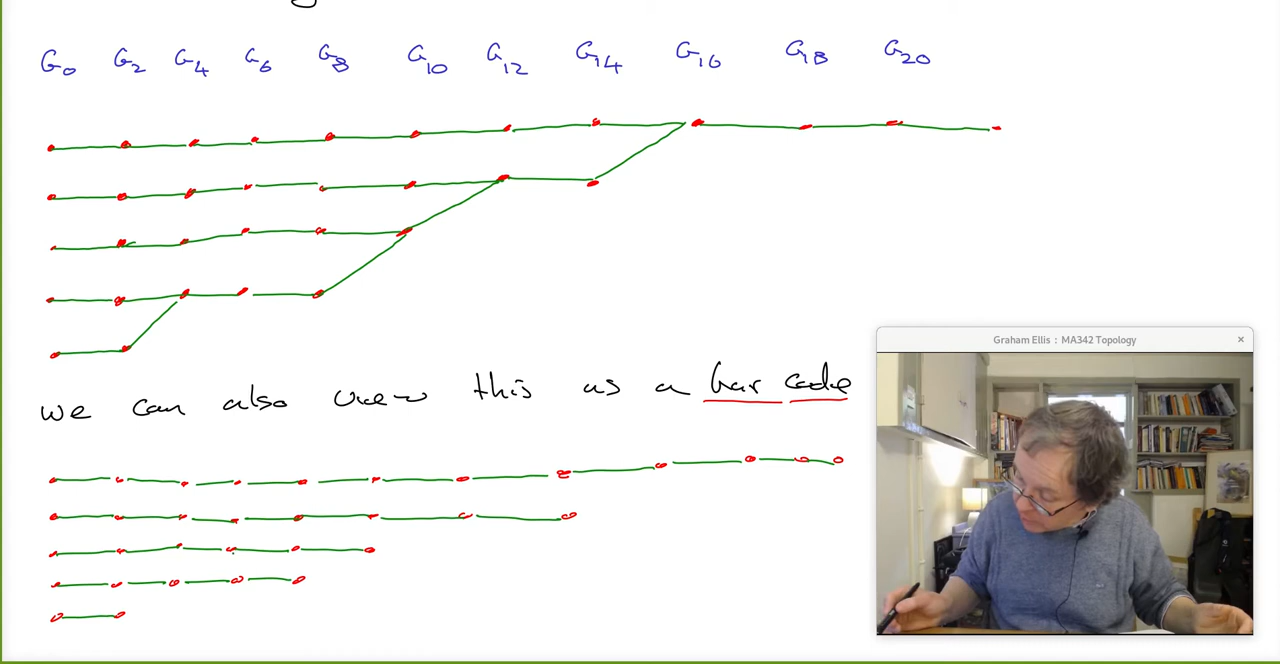 G₀ G₂ G₄ G₆ G₈ G₁₀ G₁₂ G₁₄ G₁₆ G₁₈ G₂₀
we can also view this as a bar code
Graham Ellis : MA342 Topology ×